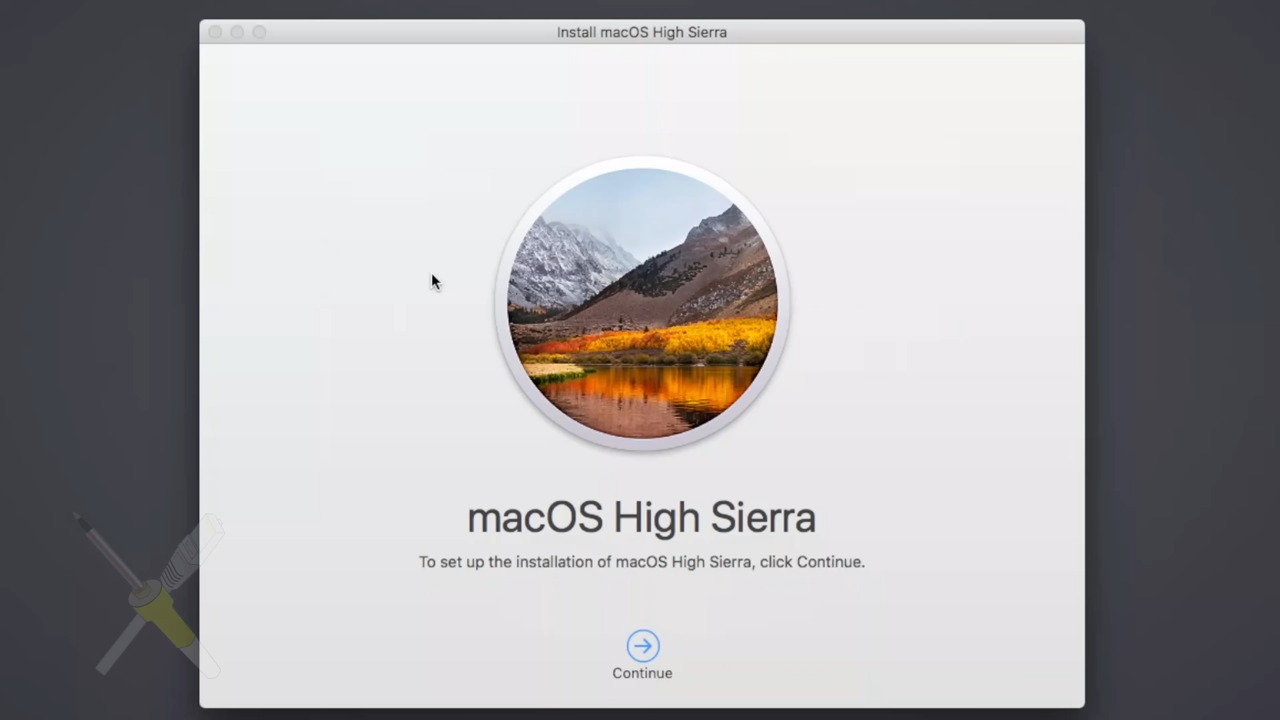 Install macOS High Sierra
macOS High Sierra
To set up the installation of macOS High Sierra, click Continue.
Continue